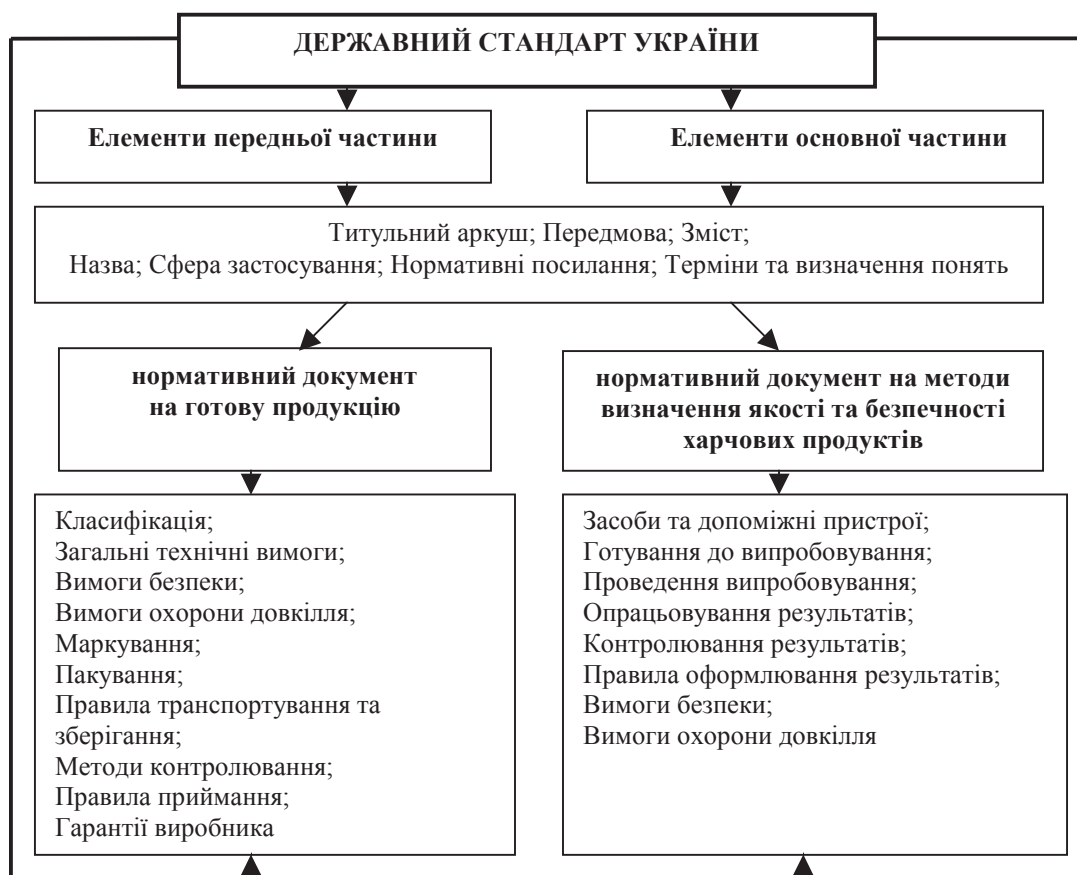 ДЕРЖАВНИЙ СТАНДАРТ УКРАЇНИ
Елементи передньої частини
Елементи основної частини
Титульний аркуш; Передмова; Зміст;
Назва; Сфера застосування; Нормативні посилання; Терміни та визначення понять
нормативний документ
на готову продукцію
нормативний документ на методи
визначення якості та безпечності
харчових продуктів
Класифікація;
Загальні технічні вимоги;
Вимоги безпеки;
Вимоги охорони довкілля;
Маркування;
Пакування;
Правила транспортування та
зберігання;
Методи контролювання;
Правила приймання;
Гарантії виробника
Засоби та допоміжні пристрої;
Готування до випробовування;
Проведення випробовування;
Опрацьовування результатів;
Контролювання результатів;
Правила оформлювання результатів;
Вимоги безпеки;
Вимоги охорони довкілля